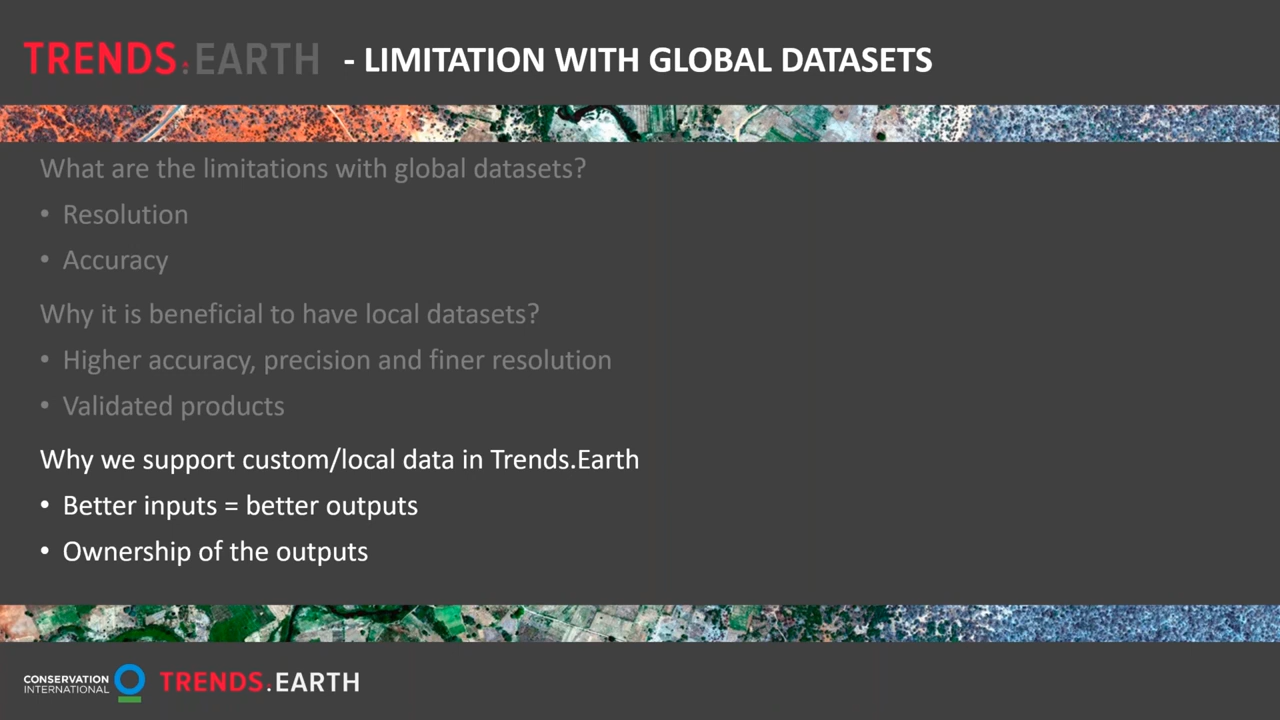 TRENDS.EARTH - LIMITATION WITH GLOBAL DATASETS
What are the limitations with global datasets?
• Resolution
• Accuracy
Why it is beneficial to have local datasets?
• Higher accuracy, precision and finer resolution
• Validated products
Why we support custom/local data in Trends.Earth
• Better inputs = better outputs
• Ownership of the outputs
CONSERVATION
INTERNATIONAL
TRENDS.EARTH